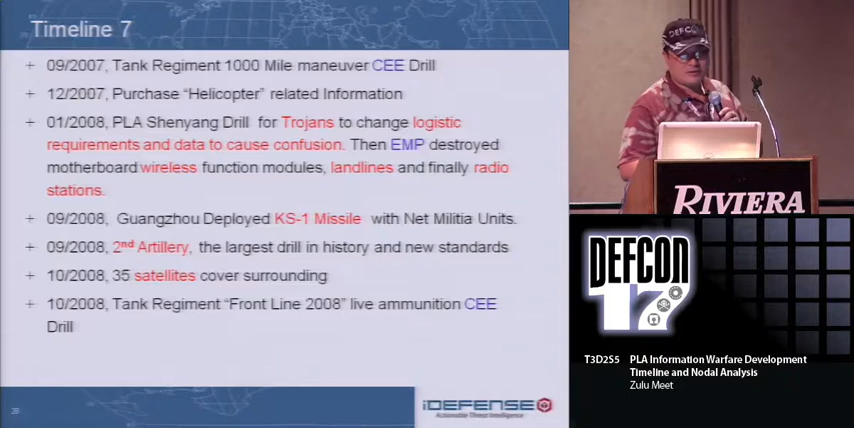 Timeline 7
+ 09/2007, Tank Regiment 1000 Mile maneuver CEE Drill
+ 12/2007, Purchase “Helicopter” related Information
+ 01/2008, PLA Shenyang Drill for Trojans to change logistic
requirements and data to cause confusion. Then EMP destroyed
motherboard wireless function modules, landlines and finally radio
stations.
+ 09/2008, Guangzhou Deployed KS-1 Missile with Net Militia Units.
+ 09/2008, 2nd Artillery, the largest drill in history and new standards
+ 10/2008, 35 satellites cover surrounding
+ 10/2008, Tank Regiment “Front Line 2008” live ammunition CEE
Drill
28
iDEFENSE
Actionable Threat Intelligence
DEFCON
RIVIERA
DEFCON
17
T3D2S5 PLA Information Warfare Development
Timeline and Nodal Analysis
Zulu Meet